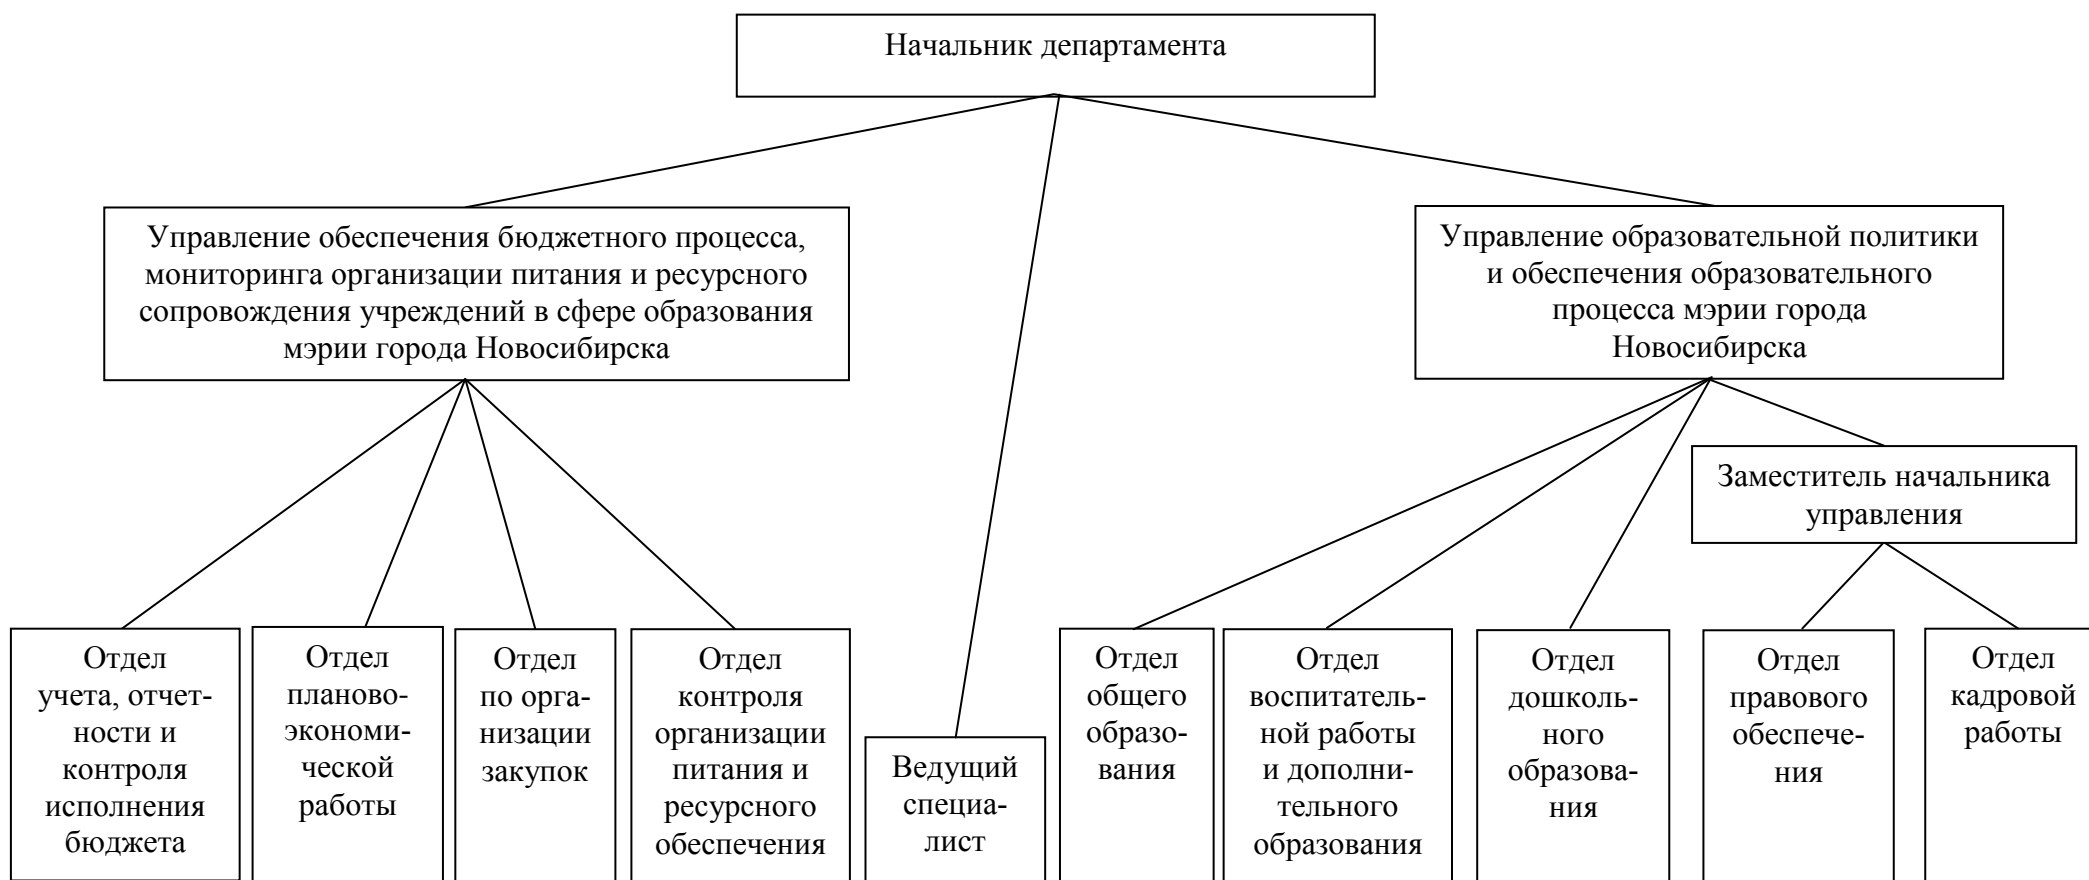 Начальник департамента
Управление обеспечения бюджетного процесса,
мониторинга организации питания и ресурсного
сопровождения учреждений в сфере образования
мэрии города Новосибирска
Управление образовательной политики
и обеспечения образовательного
процесса мэрии города
Новосибирска
Заместитель начальника
управления
Отдел
учета, отчет-
ности и
контроля
исполнения
бюджета
Отдел
планово-
экономи-
ческой
работы
Отдел
по орга-
низации
закупок
Отдел
контроля
организации
питания и
ресурсного
обеспечения
Ведущий
специа-
лист
Отдел
общего
образо-
вания
Отдел
воспитатель-
ной работы
и дополни-
тельного
образования
Отдел
дошколь-
ного
образова-
ния
Отдел
правового
обеспече-
ния
Отдел
кадровой
работы